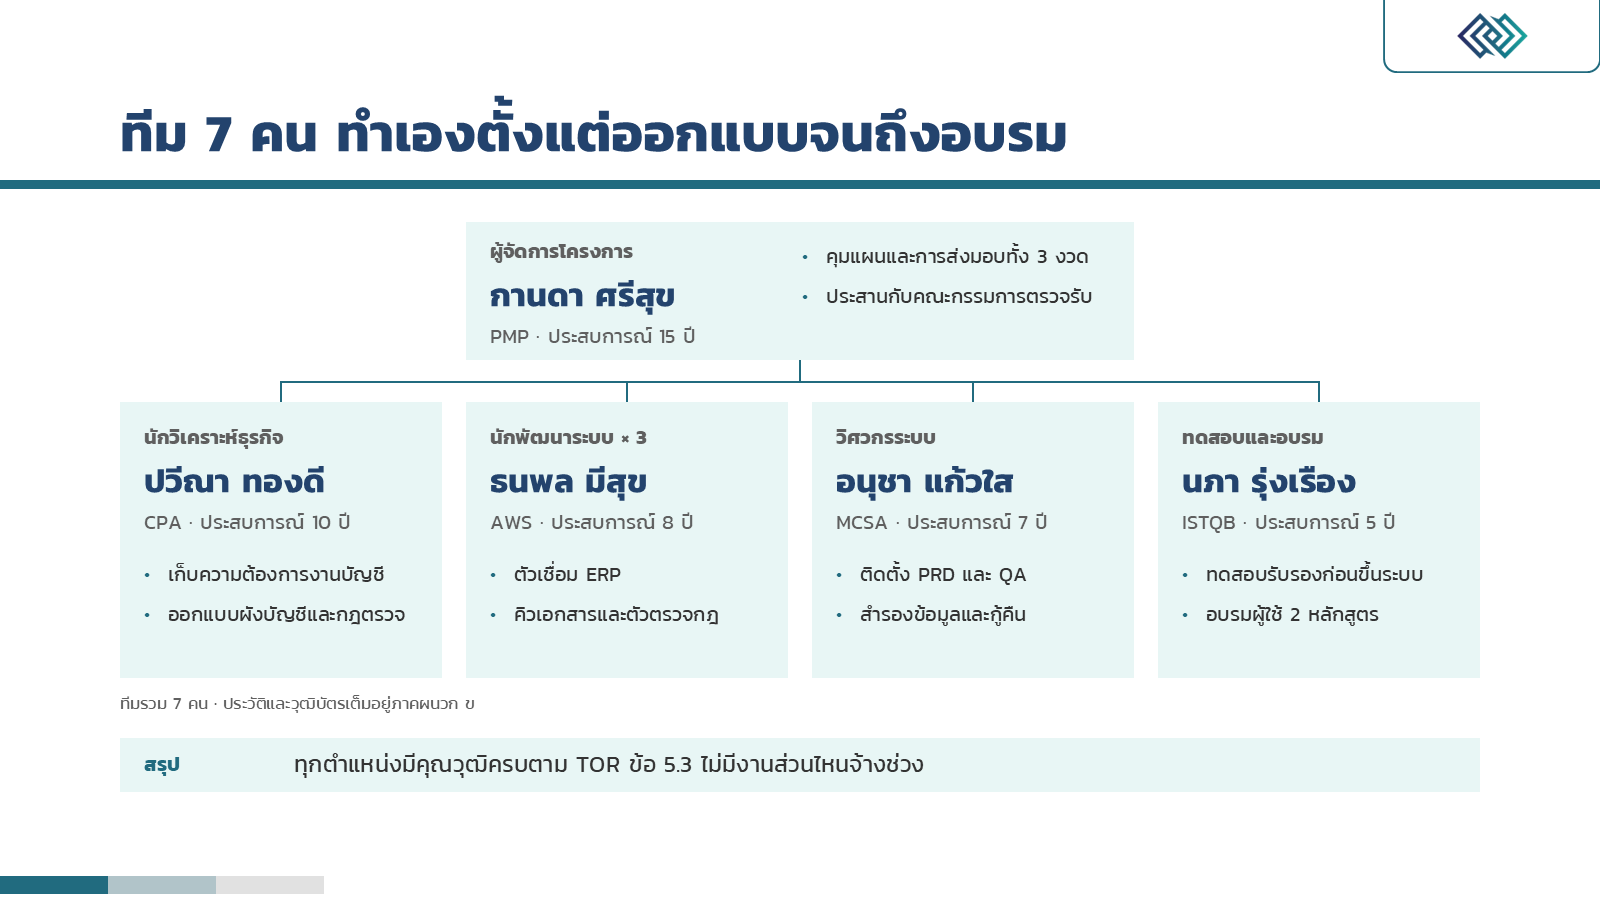 ทีม 7 คน ทำเองตั้งแต่ออกแบบจนถึงอบรม
ผู้จัดการโครงการ
กานดา ศรีสุข
PMP · ประสบการณ์ 15 ปี
• คุมแผนและการส่งมอบทั้ง 3 งวด
• ประสานกับคณะกรรมการตรวจรับ
นักวิเคราะห์ธุรกิจ
ปวีณา ทองดี
CPA · ประสบการณ์ 10 ปี
• เก็บความต้องการงานบัญชี
• ออกแบบผังบัญชีและกฎตรวจ
นักพัฒนาระบบ × 3
ธนพล มีสุข
AWS · ประสบการณ์ 8 ปี
• ตัวเชื่อม ERP
• คิวเอกสารและตัวตรวจกฎ
วิศวกรระบบ
อนุชา แก้วใส
MCSA · ประสบการณ์ 7 ปี
• ติดตั้ง PRD และ QA
• สำรองข้อมูลและกู้คืน
ทดสอบและอบรม
นภา รุ่งเรือง
ISTQB · ประสบการณ์ 5 ปี
• ทดสอบรับรองก่อนขึ้นระบบ
• อบรมผู้ใช้ 2 หลักสูตร
ทีมรวม 7 คน · ประวัติและวุฒิบัตรเต็มอยู่ภาคผนวก ข
สรุป ทุกตำแหน่งมีคุณวุฒิครบตาม TOR ข้อ 5.3 ไม่มีงานส่วนไหนจ้างช่วง